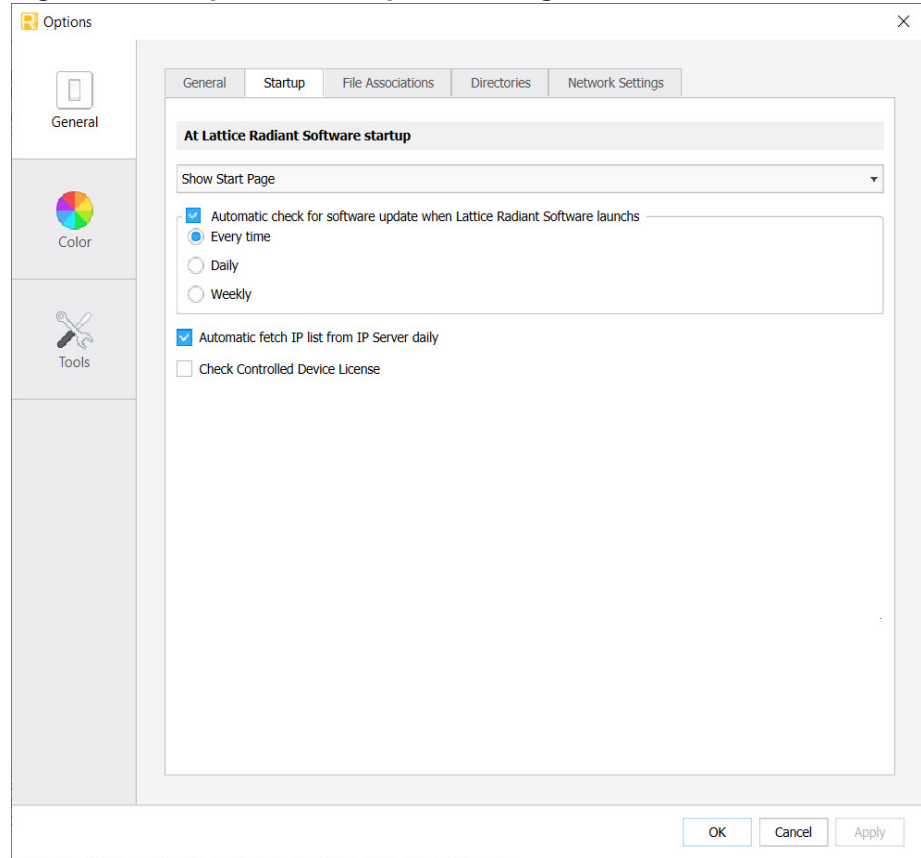 Options
General
Color
Tools
General Startup File Associations Directories Network Settings
At Lattice Radiant Software startup
Show Start Page
Automatic check for software update when Lattice Radiant Software launchs
Every time
Daily
Weekly
Automatic fetch IP list from IP Server daily
Check Controlled Device License
OK Cancel Apply